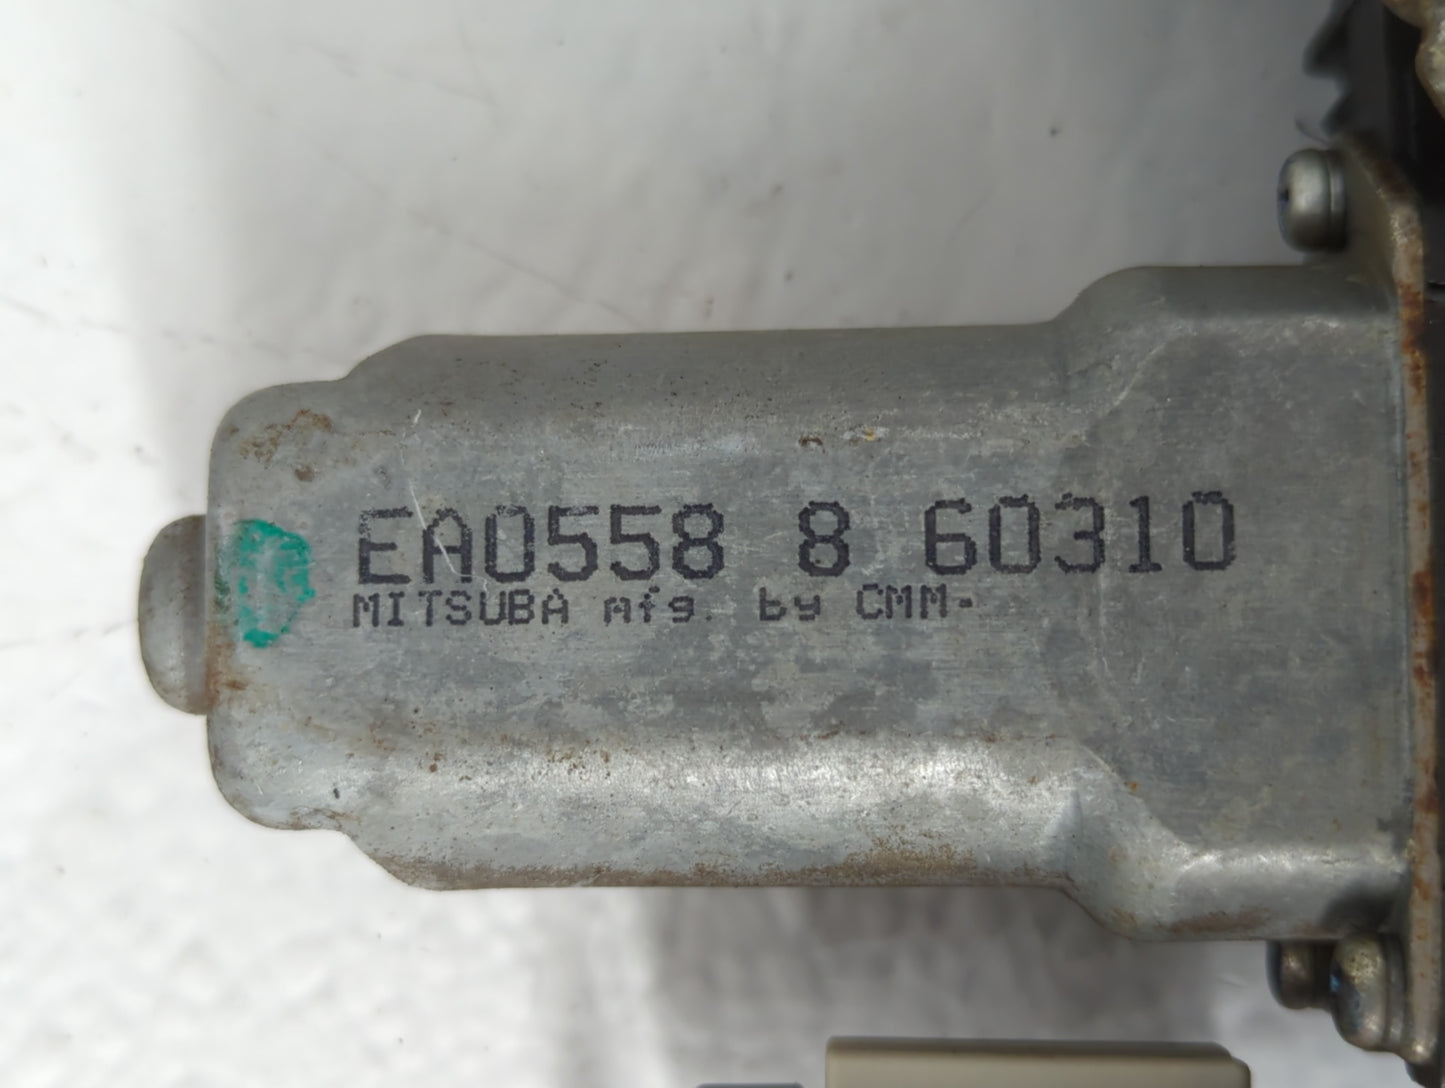 EA0558 8 60310
MITSUBA mfg. by CMM-